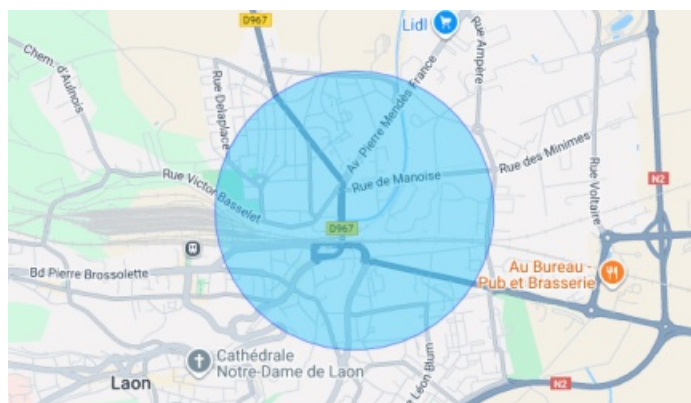 D967
Lidl
Chem. d'Aulnois
Rue Delaplace
Av. Pierre Mendès France
Rue Ampère
Rue des Minimes
Rue de Manoise
Rue Victor Basselet
Rue Voltaire
N2
D967
Bd Pierre Brossolette
Au Bureau -
Pub et Brasserie
Cathédrale
Notre-Dame de Laon
Laon
e Léon Blum
N2